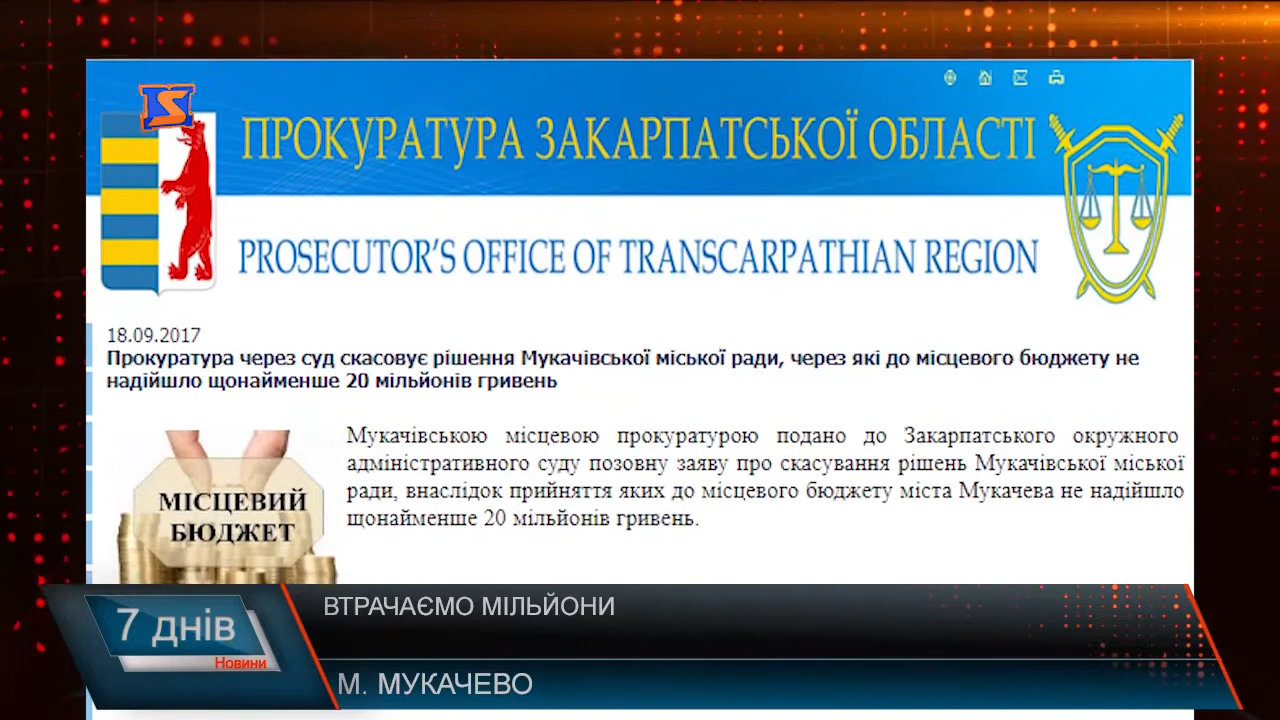 S
ПРОКУРАТУРА ЗАКАРПАТСЬКОЇ ОБЛАСТІ
PROSECUTOR'S OFFICE OF TRANSCARPATHIAN REGION
18.09.2017
Прокуратура через суд скасовує рішення Мукачівської міської ради, через які до місцевого бюджету не
надійшло щонайменше 20 мільйонів гривень
Мукачівською місцевою прокуратурою подано до Закарпатського окружного
адміністративного суду позовну заяву про скасування рішень Мукачівської міської
ради, внаслідок прийняття яких до місцевого бюджету міста Мукачева не надійшло
щонайменше 20 мільйонів гривень.
МІСЦЕВИЙ
БЮДЖЕТ
7 днів
Новини
ВТРАЧАЄМО МІЛЬЙОНИ
М. МУКАЧЕВО